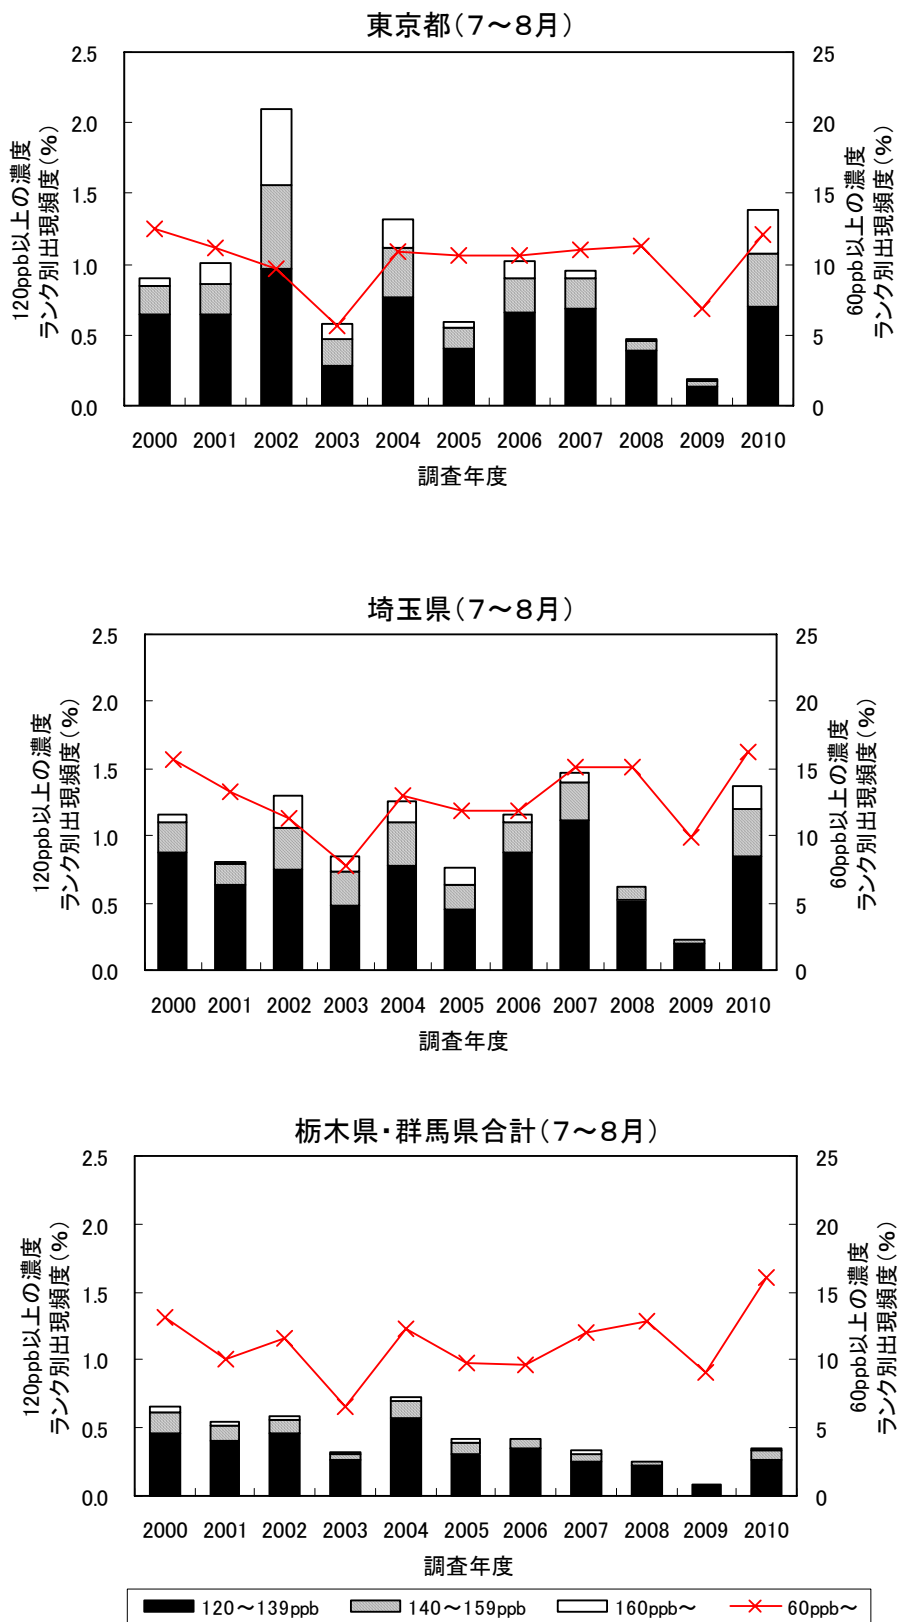 東京都(7～8月)
120ppb以上の濃度
ランク別出現頻度(%)
2.5
2.0
1.5
1.0
0.5
0.0
25
20
15
10
5
0
60ppb以上の濃度
ランク別出現頻度(%)
2000 2001 2002 2003 2004 2005 2006 2007 2008 2009 2010
調査年度
埼玉県(7～8月)
120ppb以上の濃度
ランク別出現頻度(%)
2.5
2.0
1.5
1.0
0.5
0.0
25
20
15
10
5
0
60ppb以上の濃度
ランク別出現頻度(%)
2000 2001 2002 2003 2004 2005 2006 2007 2008 2009 2010
調査年度
栃木県・群馬県合計(7～8月)
120ppb以上の濃度
ランク別出現頻度(%)
2.5
2.0
1.5
1.0
0.5
0.0
25
20
15
10
5
0
60ppb以上の濃度
ランク別出現頻度(%)
2000 2001 2002 2003 2004 2005 2006 2007 2008 2009 2010
調査年度
120～139ppb 140～159ppb 160ppb～ 60ppb～